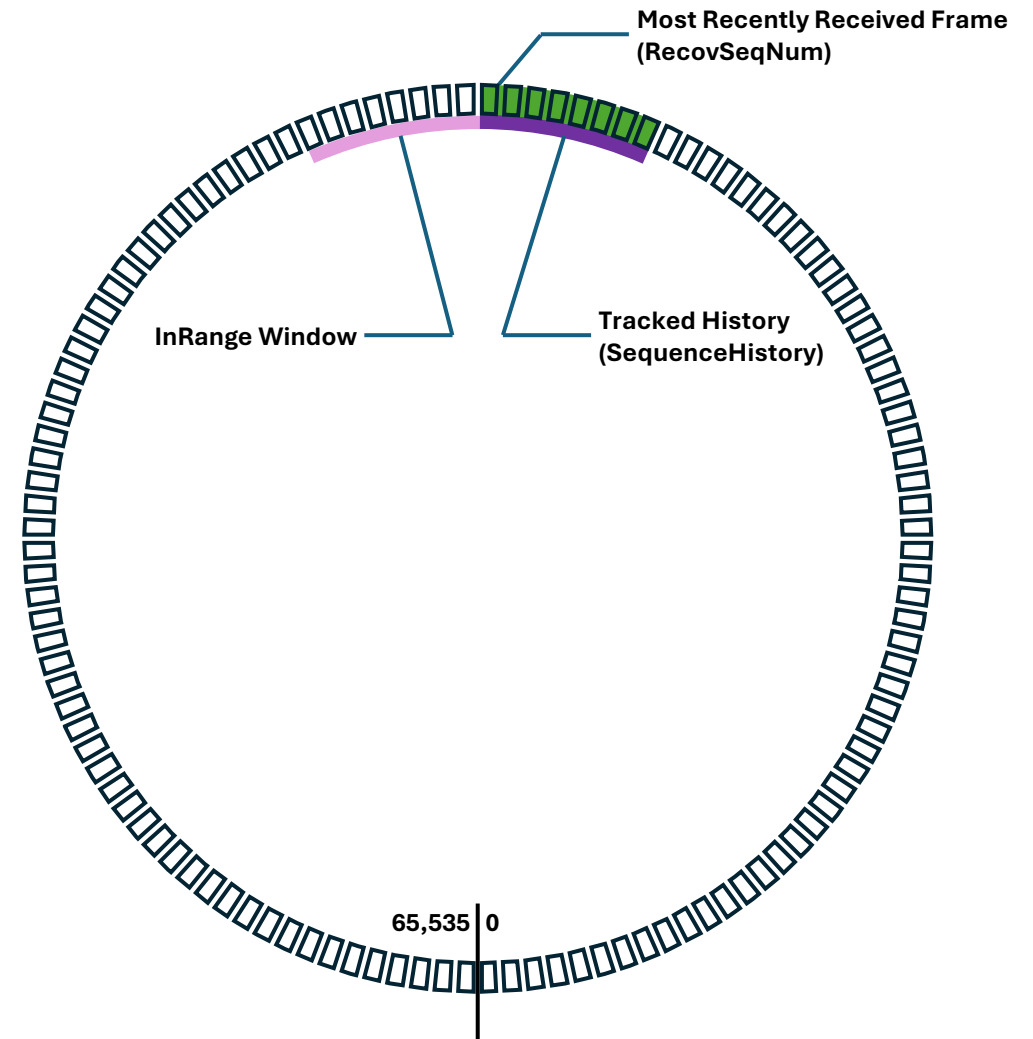 Most Recently Received Frame
(RecovSeqNum)
InRange Window
Tracked History
(SequenceHistory)
65,535
0